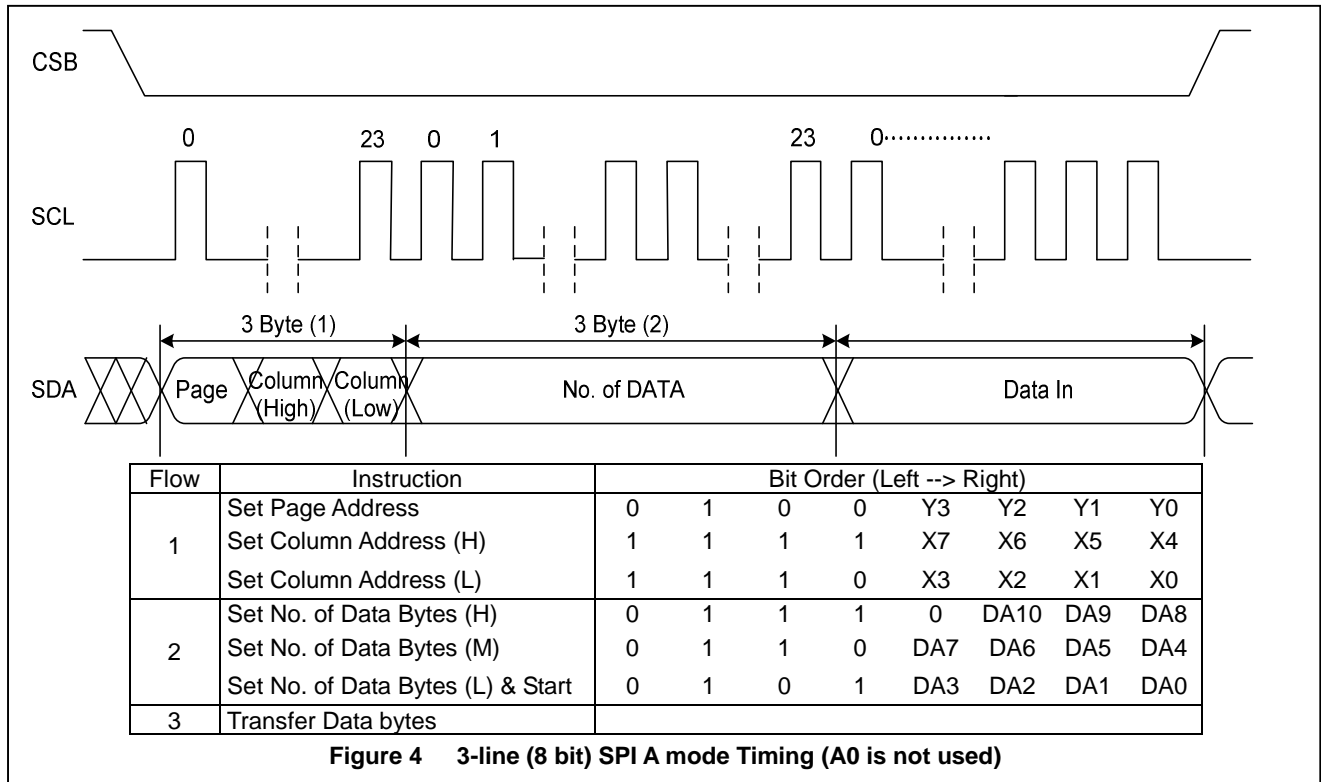 CSB
0 23 0 1 23 0··············
SCL
3 Byte (1) 3 Byte (2)
SDA Page Column (High) Column (Low) No. of DATA Data In
Flow Instruction Bit Order (Left --> Right)
1
Set Page Address 0 1 0 0 Y3 Y2 Y1 Y0
Set Column Address (H) 1 1 1 1 X7 X6 X5 X4
Set Column Address (L) 1 1 1 0 X3 X2 X1 X0
2
Set No. of Data Bytes (H) 0 1 1 1 0 DA10 DA9 DA8
Set No. of Data Bytes (M) 0 1 1 0 DA7 DA6 DA5 DA4
Set No. of Data Bytes (L) & Start 0 1 0 1 DA3 DA2 DA1 DA0
3 Transfer Data bytes
Figure 4 3-line (8 bit) SPI A mode Timing (A0 is not used)